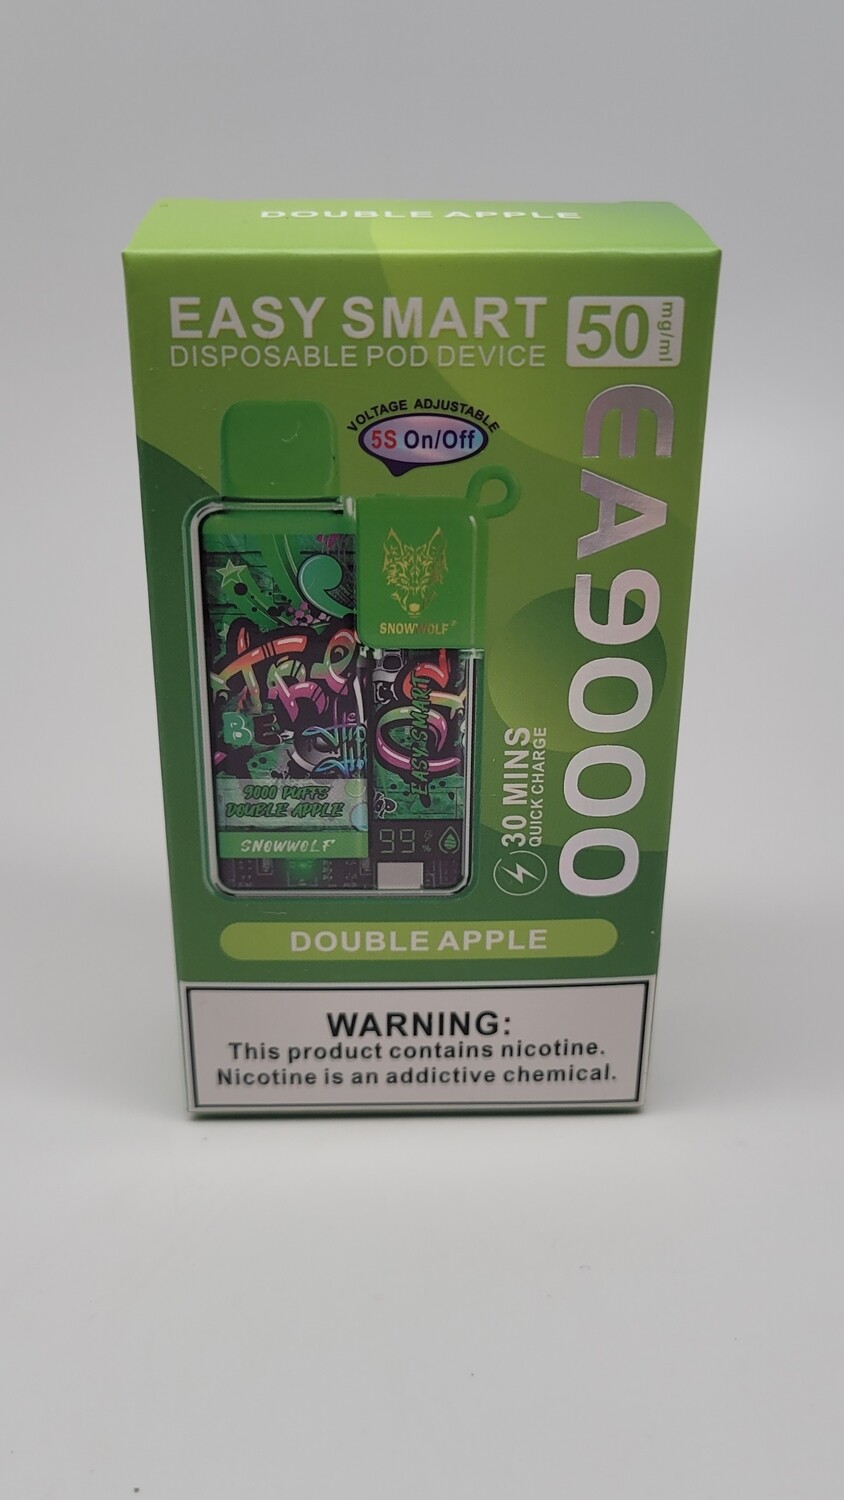 DOUBLE APPLE
EASY SMART
DISPOSABLE POD DEVICE
50 mg/ml
VOLTAGE ADJUSTABLE
5S On/Off
EA9000
SNOWWOLF®
EASY SMART
9000 PUFFS
DOUBLE APPLE
SNOWWOLF
99 %
30 MINS
QUICK CHARGE
DOUBLE APPLE
WARNING:
This product contains nicotine.
Nicotine is an addictive chemical.